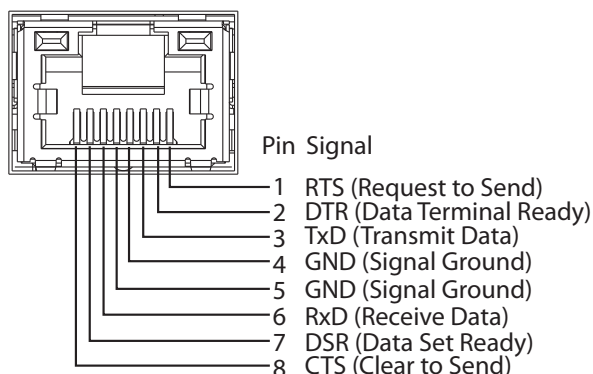 Pin Signal
1 RTS (Request to Send)
2 DTR (Data Terminal Ready)
3 TxD (Transmit Data)
4 GND (Signal Ground)
5 GND (Signal Ground)
6 RxD (Receive Data)
7 DSR (Data Set Ready)
8 CTS (Clear to Send)